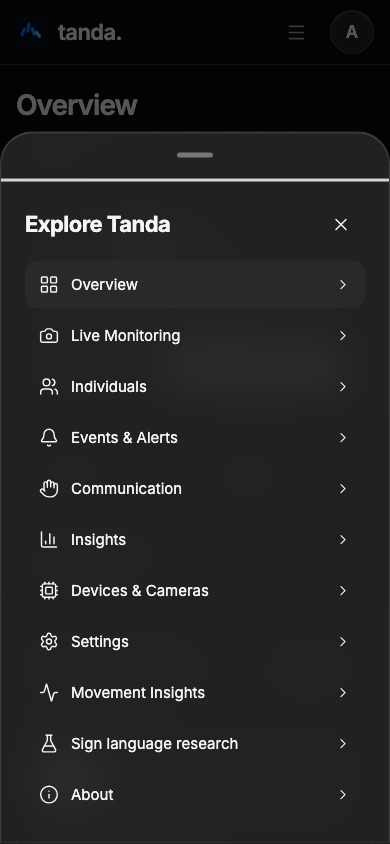 tanda.
A
Overview
Explore Tanda
Overview
Live Monitoring
Individuals
Events & Alerts
Communication
Insights
Devices & Cameras
Settings
Movement Insights
Sign language research
About